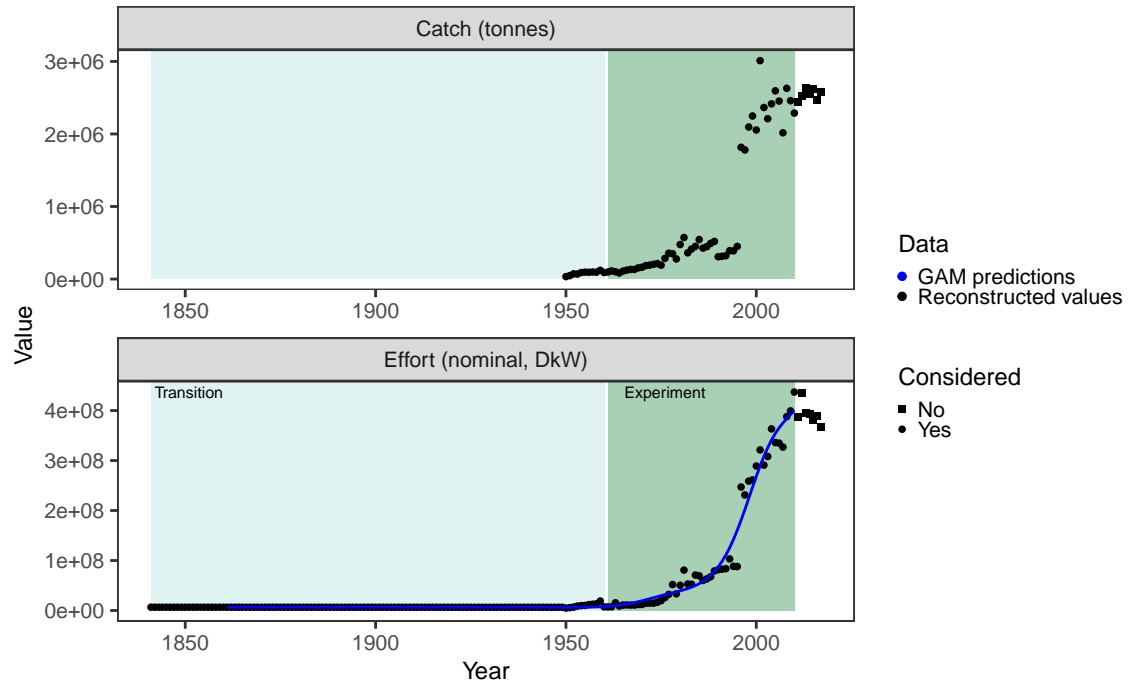 Catch (tonnes)
3e+06
2e+06
1e+06
0e+00
1850
1900
1950
2000
Value
Effort (nominal, DkW)
Transition
Experiment
4e+08
3e+08
2e+08
1e+08
0e+00
1850
1900
1950
2000
Year
Data
GAM predictions
Reconstructed values
Considered
No
Yes